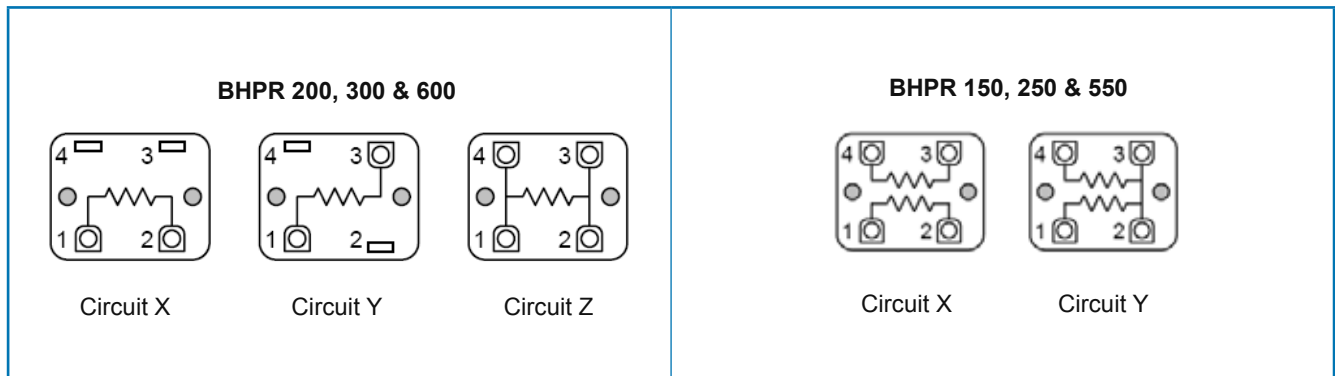 BHPR 200, 300 & 600
4 3
1 2
4 3
1 2
4 3
1 2
Circuit X
Circuit Y
Circuit Z
BHPR 150, 250 & 550
4 3
1 2
4 3
1 2
Circuit X
Circuit Y